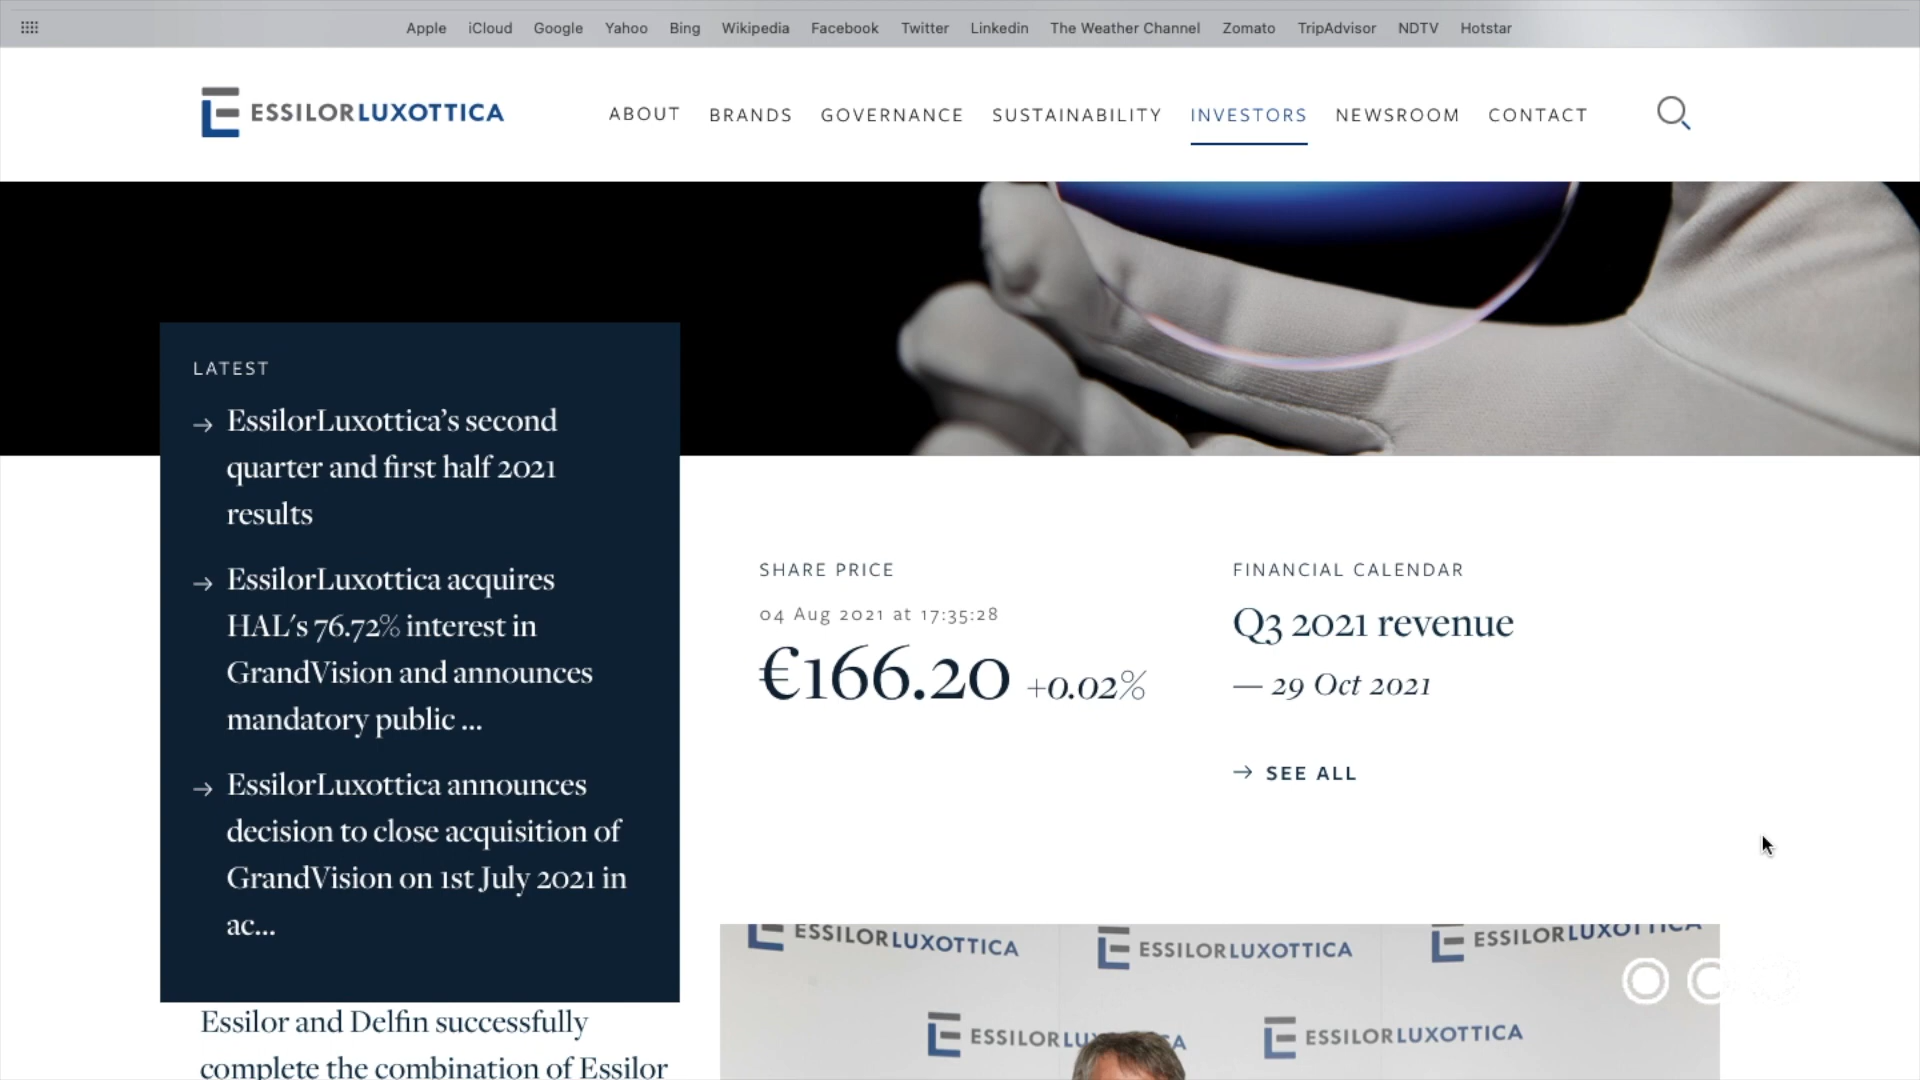 Apple iCloud Google Yahoo Bing Wikipedia Facebook Twitter Linkedin The Weather Channel Zomato TripAdvisor NDTV Hotstar
ESSILORLUXOTTICA
ABOUT BRANDS GOVERNANCE SUSTAINABILITY INVESTORS NEWSROOM CONTACT
LATEST
→ EssilorLuxottica’s second
quarter and first half 2021
results
→ EssilorLuxottica acquires
HAL’s 76.72% interest in
GrandVision and announces
mandatory public ...
→ EssilorLuxottica announces
decision to close acquisition of
GrandVision on 1st July 2021 in
ac...
SHARE PRICE
04 Aug 2021 at 17:35:28
€166.20 +0.02%
FINANCIAL CALENDAR
Q3 2021 revenue
— 29 Oct 2021
→ SEE ALL
Essilor and Delfin successfully
complete the combination of Essilor
ESSILORLUXOTTICA ESSILORLUXOTTICA ESSILORLUXOTTICA
ESSILORLUXOTTICA